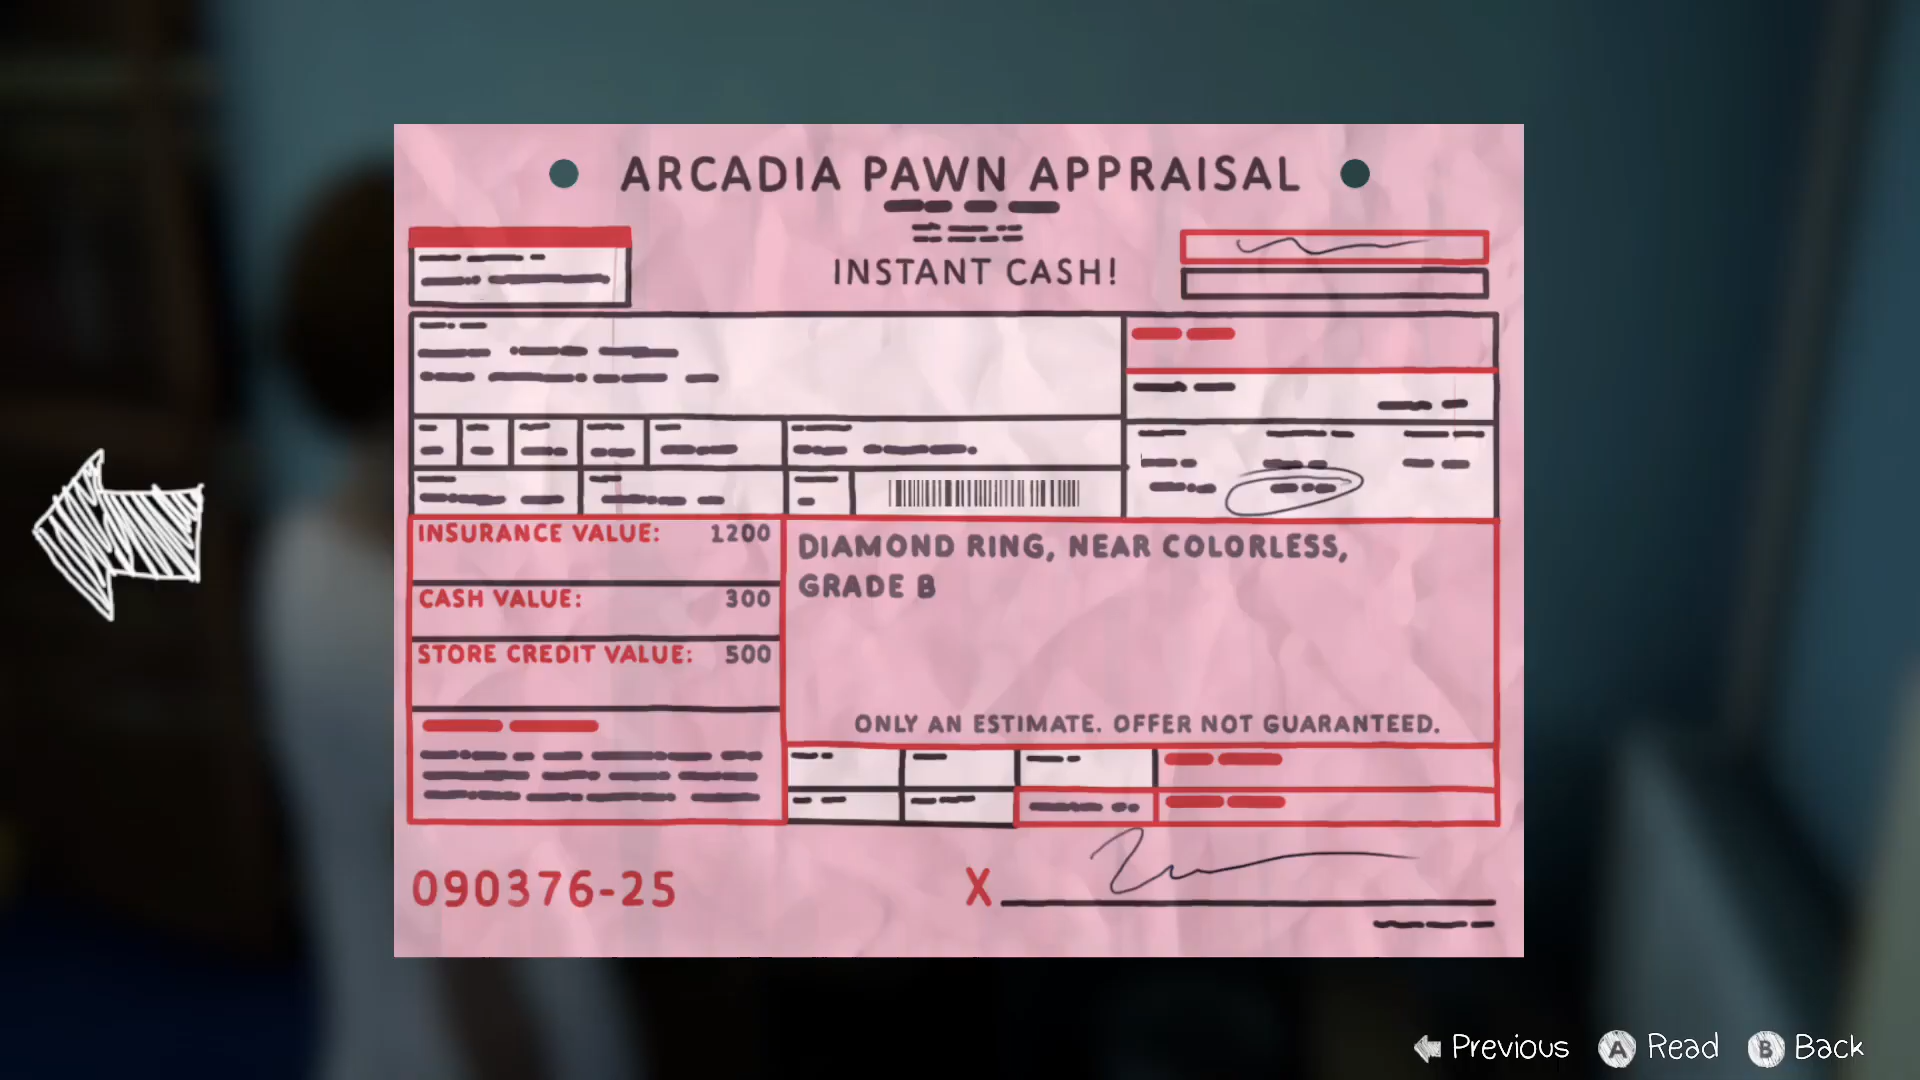 ARCADIA PAWN APPRAISAL
INSTANT CASH!
INSURANCE VALUE: 1200
CASH VALUE: 300
STORE CREDIT VALUE: 500
DIAMOND RING, NEAR COLORLESS,
GRADE B
ONLY AN ESTIMATE. OFFER NOT GUARANTEED.
090376-25
X
Previous A Read B Back